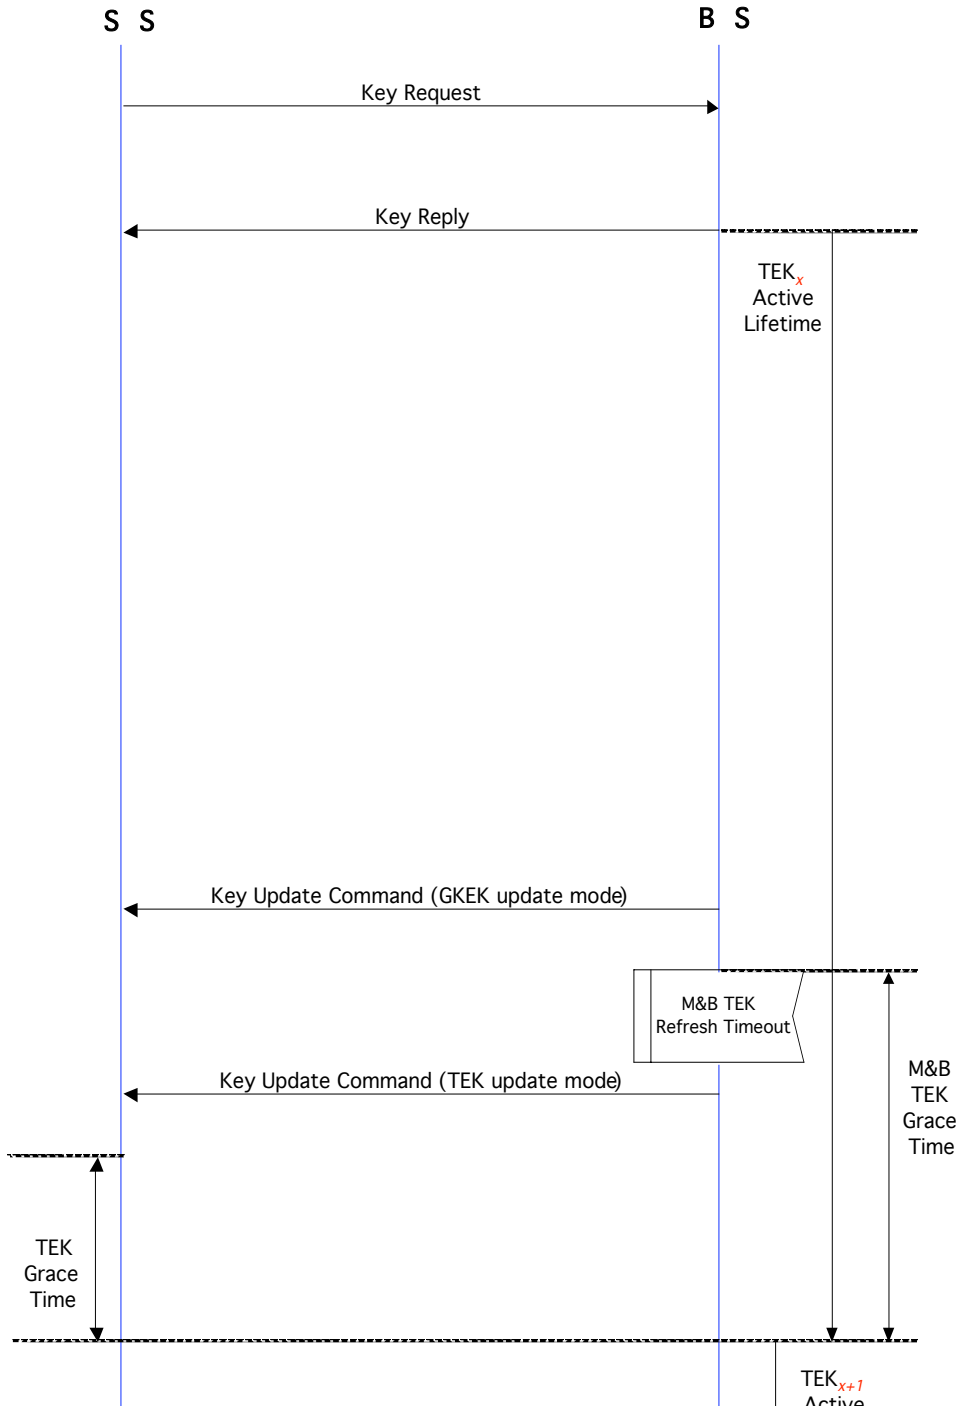 S S
B S
Key Request
Key Reply
TEKx
Active
Lifetime
Key Update Command (GKEK update mode)
M&B TEK
Refresh Timeout
Key Update Command (TEK update mode)
M&B
TEK
Grace
Time
TEK
Grace
Time
TEKx+1
Active